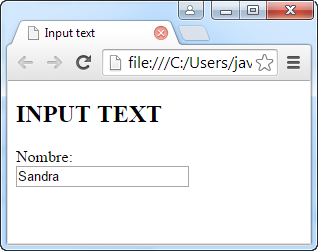 Input text
file:///C:/Users/jav
INPUT TEXT
Nombre:
Sandra